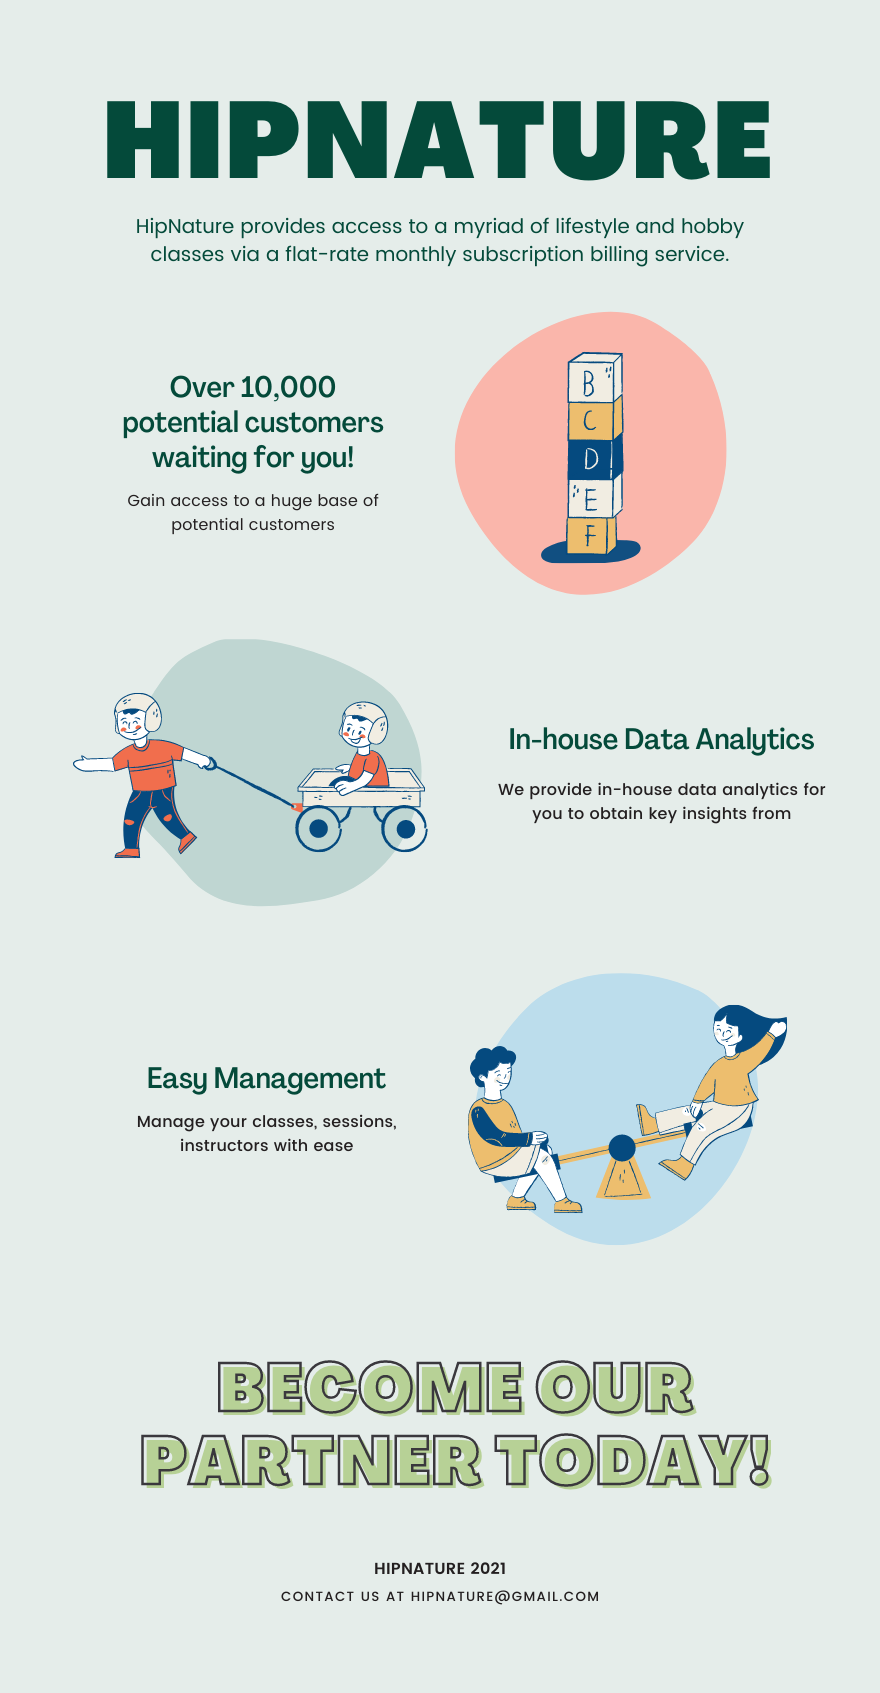 HIPNATURE
HipNature provides access to a myriad of lifestyle and hobby
classes via a flat-rate monthly subscription billing service.
Over 10,000
potential customers
waiting for you!
Gain access to a huge base of
potential customers
B
C
D
E
F
In-house Data Analytics
We provide in-house data analytics for
you to obtain key insights from
Easy Management
Manage your classes, sessions,
instructors with ease
BECOME OUR
PARTNER TODAY!
HIPNATURE 2021
CONTACT US AT HIPNATURE@GMAIL.COM